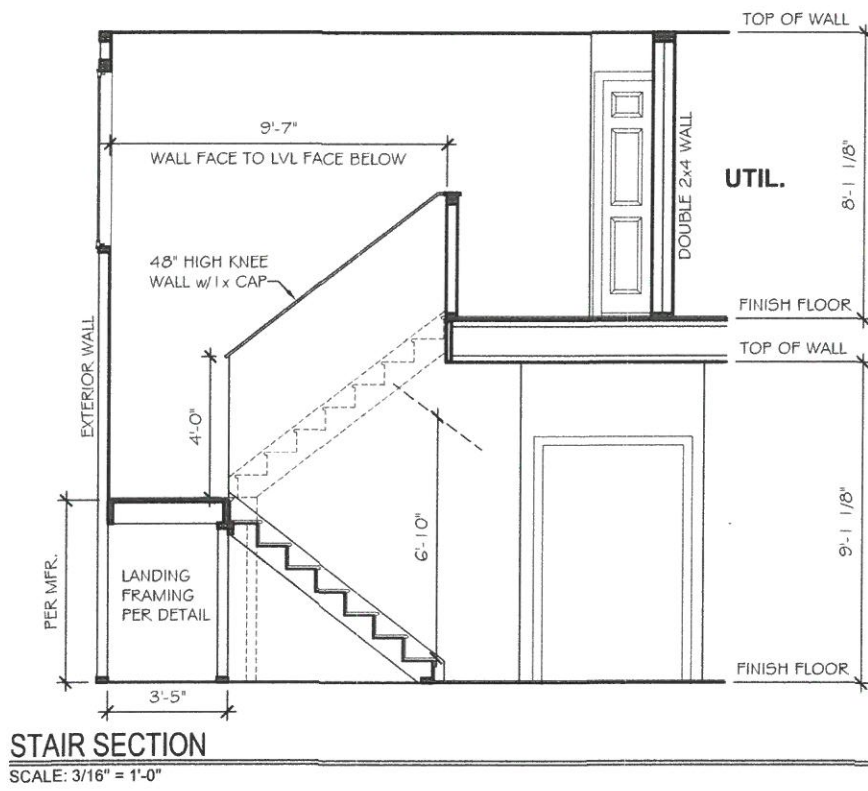 TOP OF WALL
9'-7"
WALL FACE TO LVL FACE BELOW
DOUBLE 2x4 WALL
UTIL.
8'-1 1/8"
48" HIGH KNEE
WALL w/1x CAP
EXTERIOR WALL
FINISH FLOOR
TOP OF WALL
4'-0"
6'-10"
9'-1 1/8"
PER MFR.
LANDING
FRAMING
PER DETAIL
FINISH FLOOR
3'-5"
STAIR SECTION
SCALE: 3/16" = 1'-0"